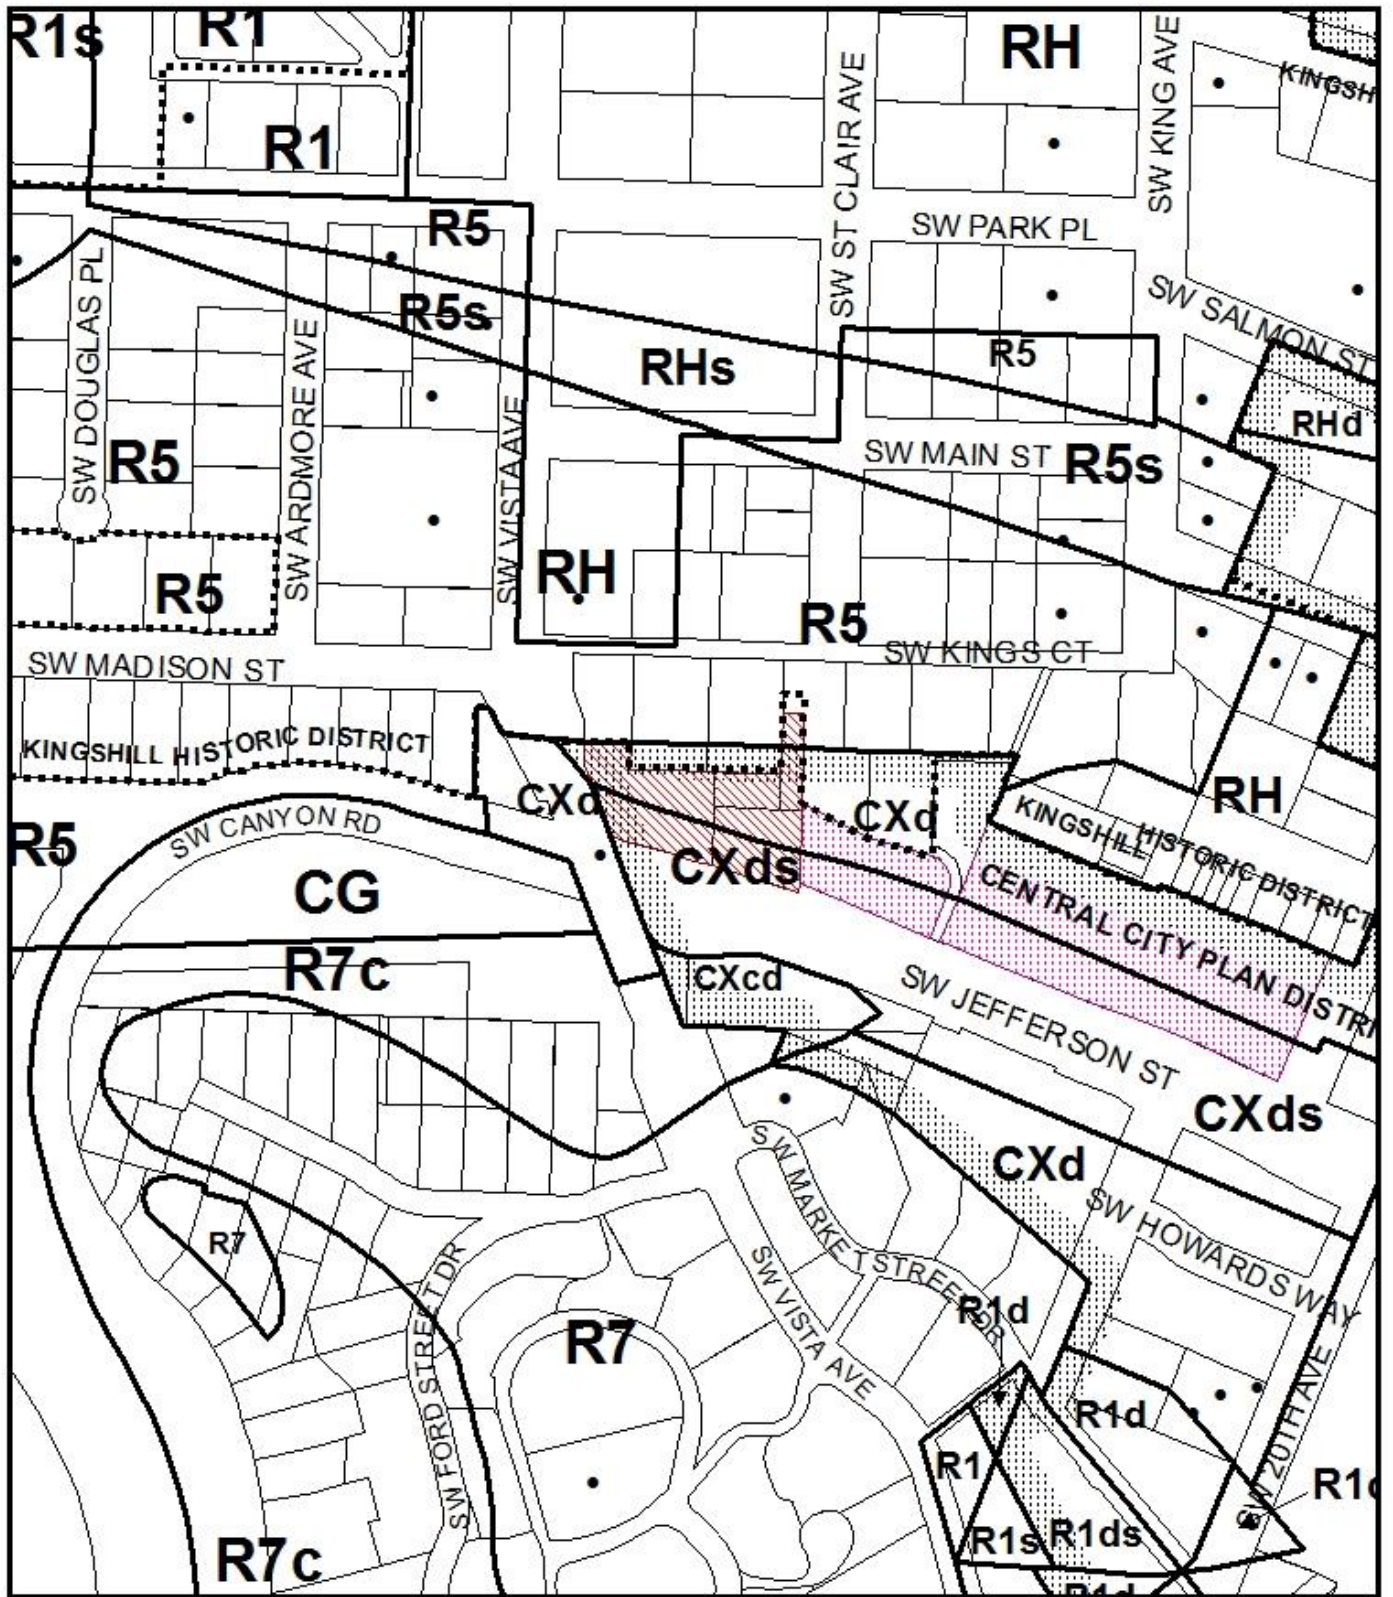 R1s
R1
RH
SW KING AVE
KINGSH
SW ST CLAIR AVE
R1
SW PARK PL
R5
SW DOUGLAS PL
R5s
SW SALMON ST
R5
RHs
SW ARDMORE AVE
RHd
SW VISTA AVE
R5
SW MAIN ST
R5s
RH
R5
R5
SW MADISON ST
SW KINGS CT
KINGSHILL HISTORIC DISTRICT
CXd
RH
CXd
KINGSHILL HISTORIC DISTRICT
SW CANYON RD
R5
CXds
CG
CENTRAL CITY PLAN DISTRI
R7c
CXcd
SW JEFFERSON ST
CXds
SW MARKET STREET DR
CXd
SW HOWARDS WAY
R7
SW FORD STREET DR
SW VISTA AVE
R1d
R7
SW 20TH AVE
R1d
R1
R1d
R1s
R1ds
R7c
R1d